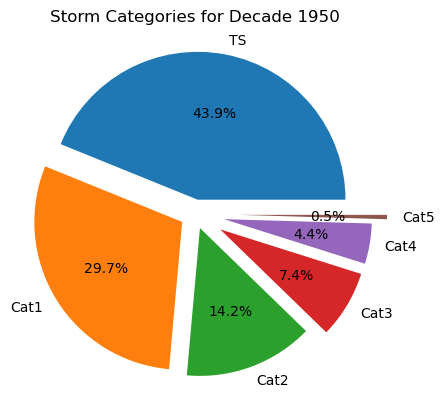 Storm Categories for Decade 1950
TS
43.9%
Cat5
0.5%
4.4%
Cat4
29.7%
7.4%
Cat1
14.2%
Cat3
Cat2